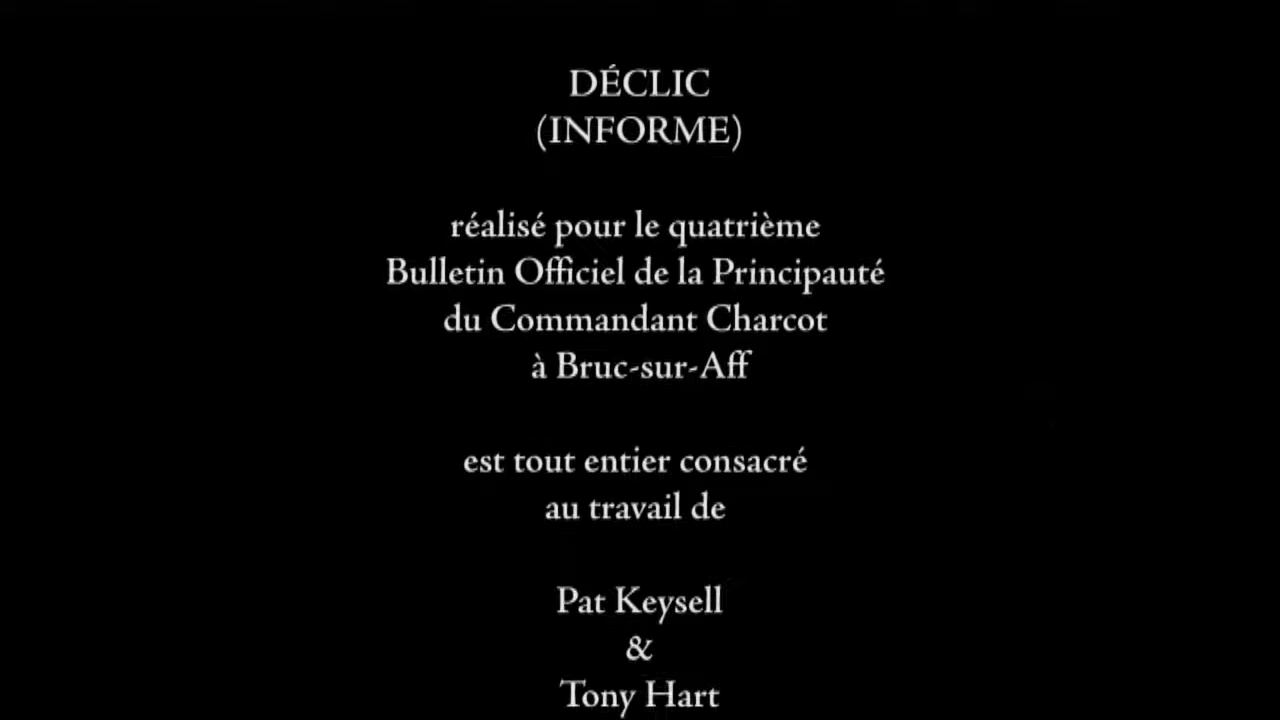 DÉCLIC
(INFORME)
réalisé pour le quatrième
Bulletin Officiel de la Principauté
du Commandant Charcot
à Bruc-sur-Aff
est tout entier consacré
au travail de
Pat Keysell
&
Tony Hart